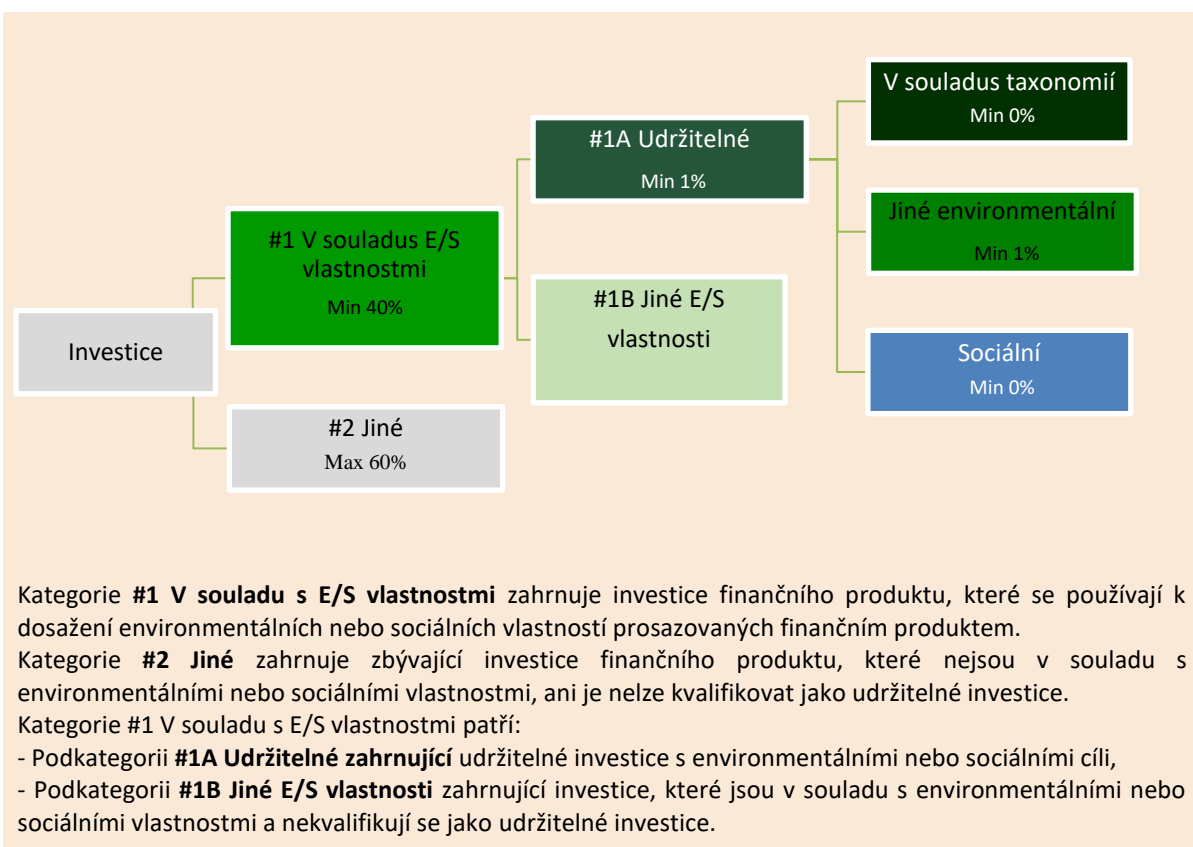 V souladus taxonomií
Min 0%
#1A Udržitelné
Min 1%
Jiné environmentální
Min 1%
#1 V souladus E/S
vlastnostmi
Min 40%
#1B Jiné E/S
vlastnosti
Investice
Sociální
Min 0%
#2 Jiné
Max 60%
Kategorie #1 V souladu s E/S vlastnostmi zahrnuje investice finančního produktu, které se používají k
dosažení environmentálních nebo sociálních vlastností prosazovaných finančním produktem.
Kategorie #2 Jiné zahrnuje zbývající investice finančního produktu, které nejsou v souladu s
environmentálními nebo sociálními vlastnostmi, ani je nelze kvalifikovat jako udržitelné investice.
Kategorie #1 V souladu s E/S vlastnostmi patří:
- Podkategorii #1A Udržitelné zahrnující udržitelné investice s environmentálními nebo sociálními cíli,
- Podkategorii #1B Jiné E/S vlastnosti zahrnující investice, které jsou v souladu s environmentálními nebo
sociálními vlastnostmi a nekvalifikují se jako udržitelné investice.